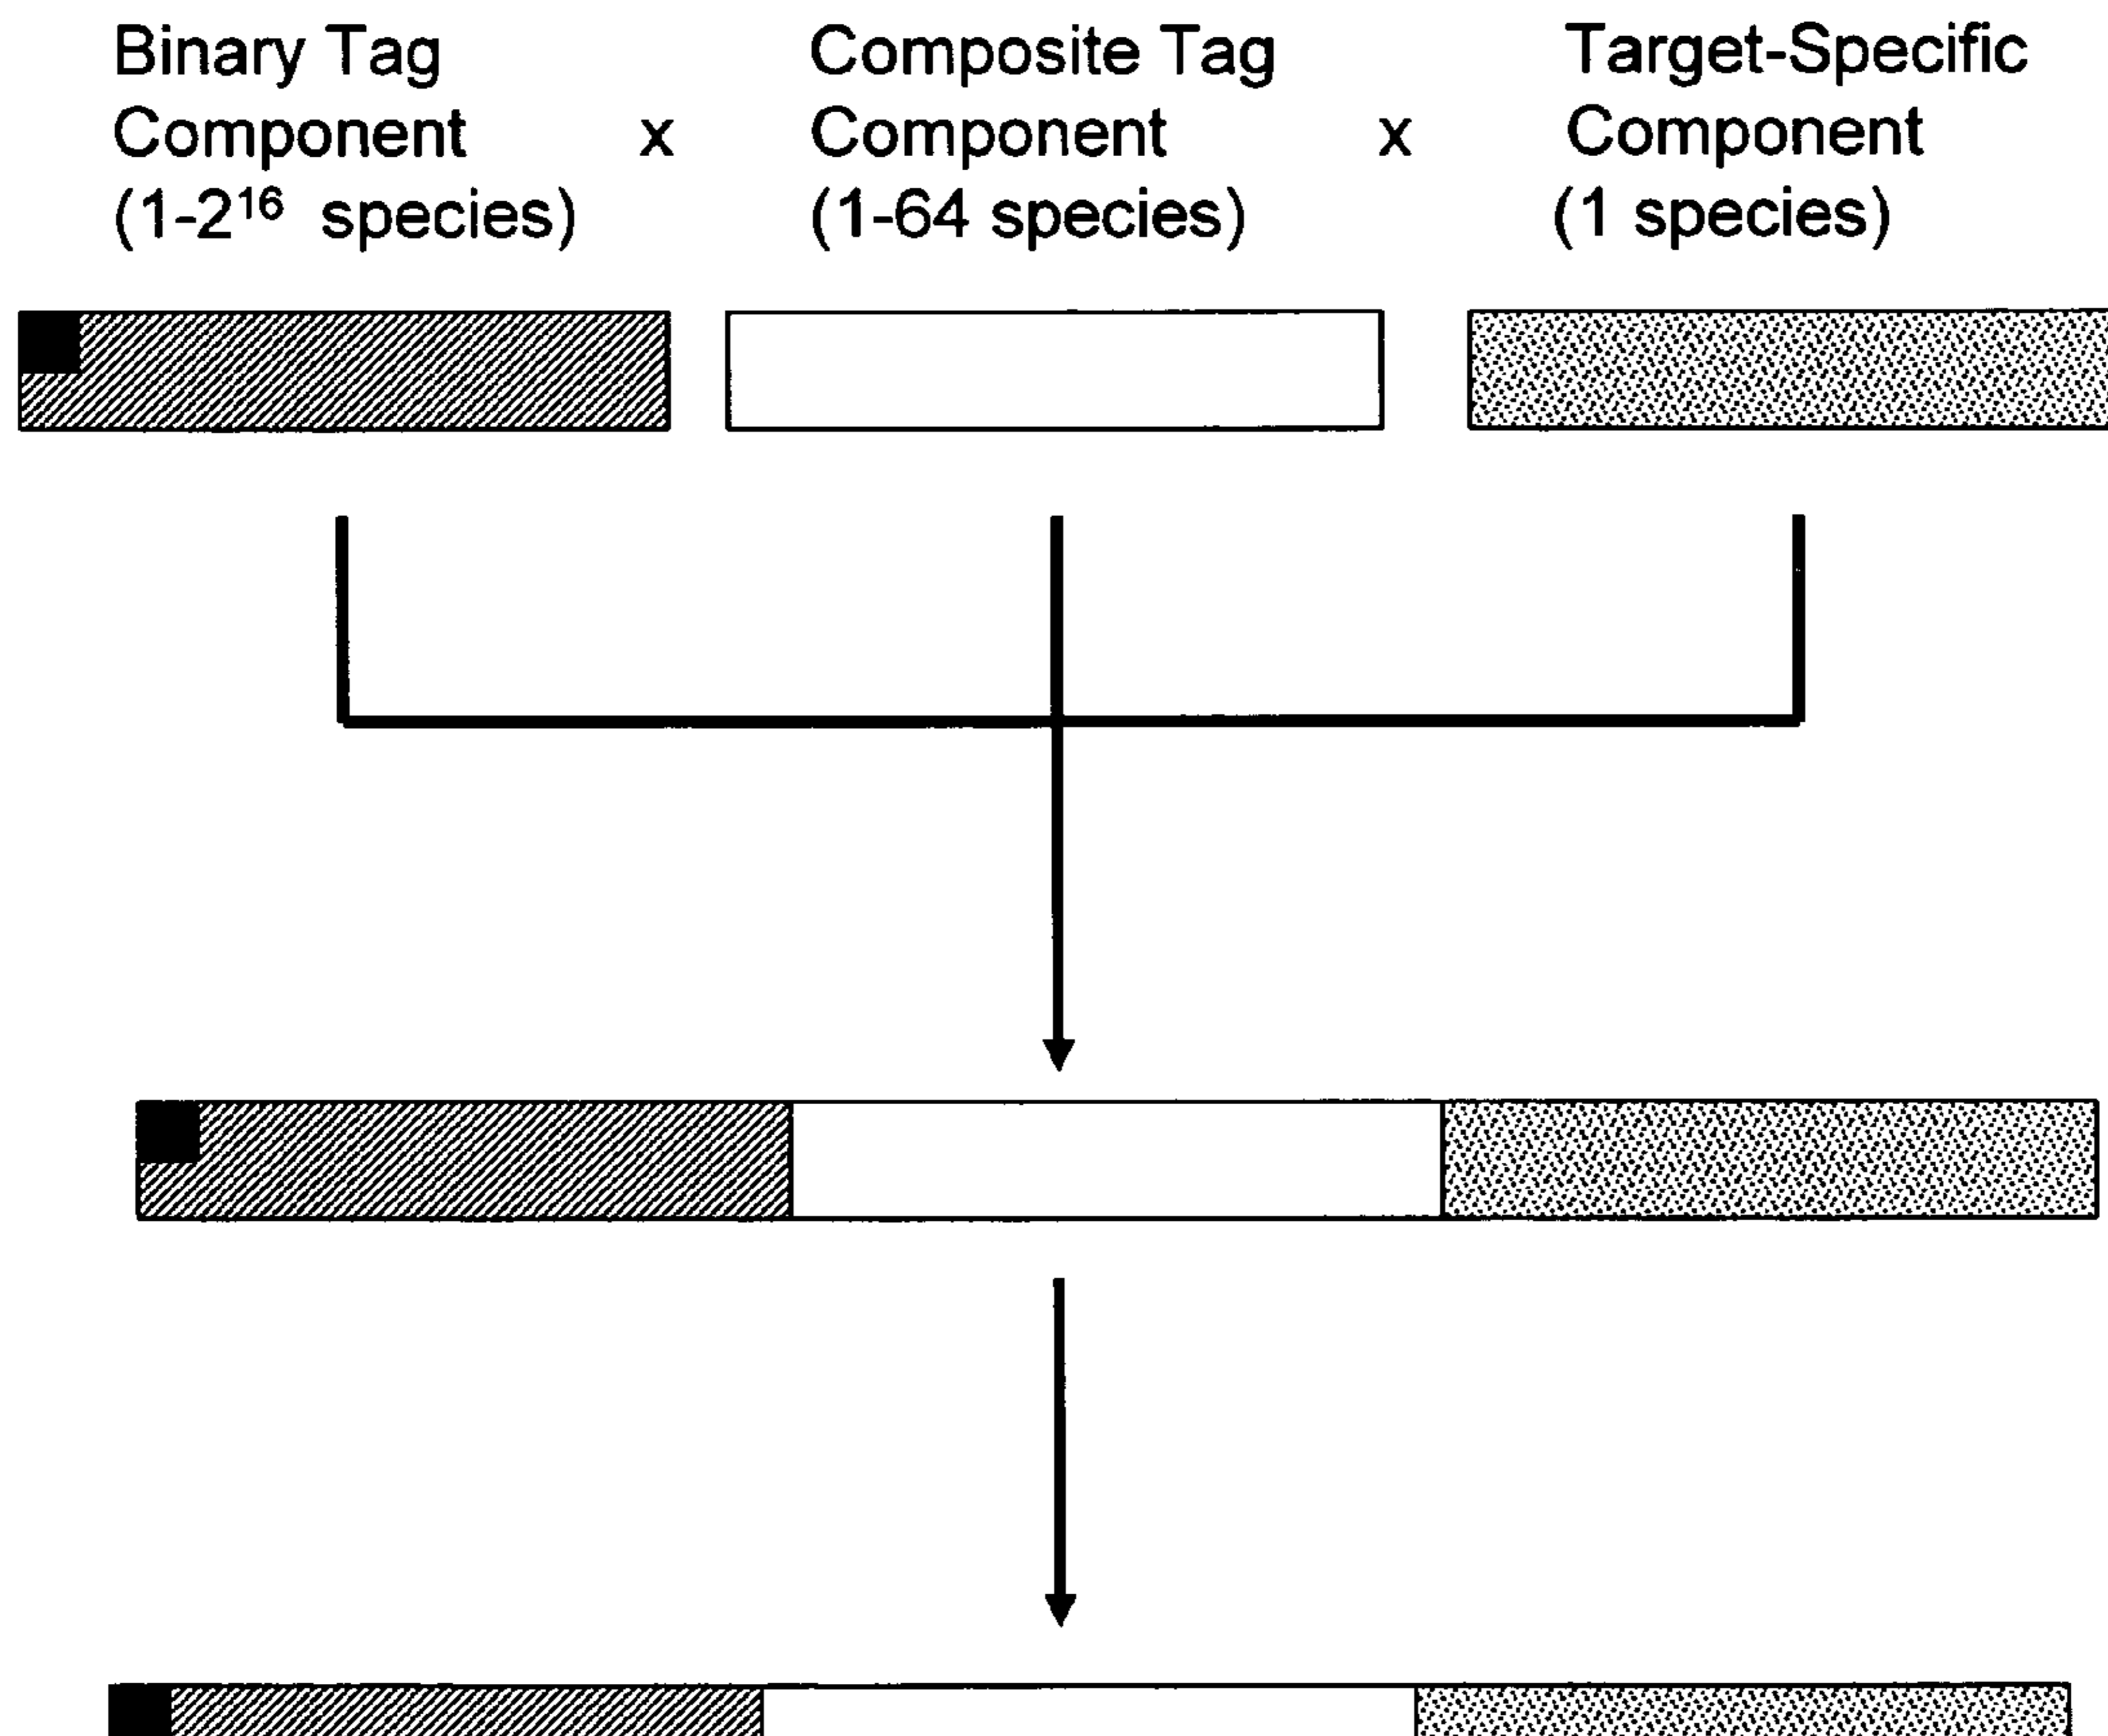 Binary Tag
Component
(1-2¹⁶ species)
x
Composite Tag
Component
(1-64 species)
x
Target-Specific
Component
(1 species)